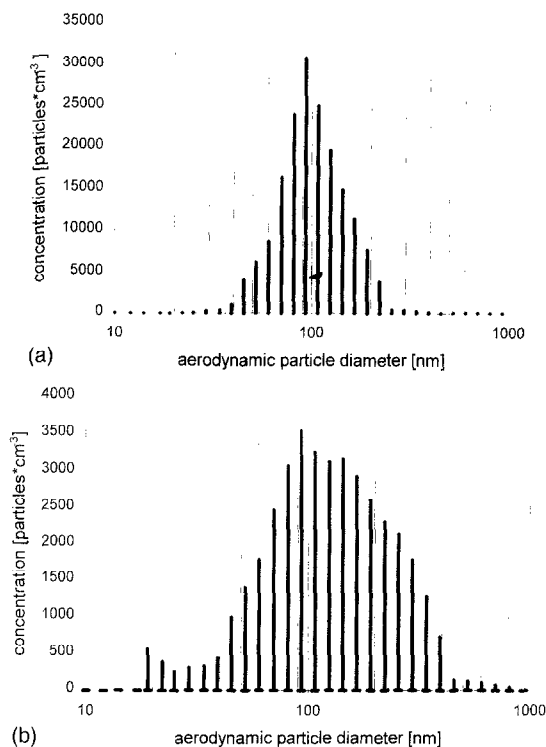 35000
30000
25000
20000
15000
10000
5000
0
concentration [particles*cm³]
10 100 1000
aerodynamic particle diameter [nm]
(a)
4000
3500
3000
2500
2000
1500
1000
500
0
concentration [particles*cm³]
10 100 1000
aerodynamic particle diameter [nm]
(b)